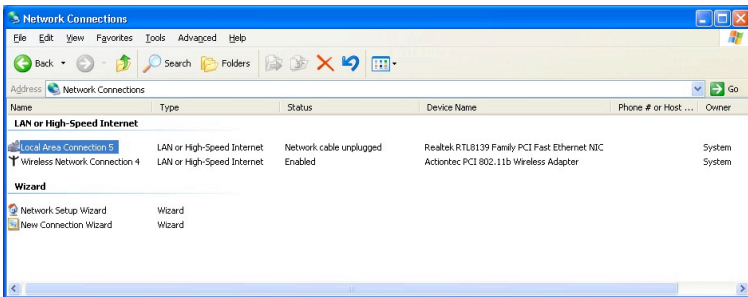 Network Connections
File Edit View Favorites Tools Advanced Help
Back Search Folders
Address Network Connections Go
Name Type Status Device Name Phone # or Host ... Owner
LAN or High-Speed Internet
Local Area Connection 5 LAN or High-Speed Internet Network cable unplugged Realtek RTL8139 Family PCI Fast Ethernet NIC System
Wireless Network Connection 4 LAN or High-Speed Internet Enabled Actiontec PCI 802.11b Wireless Adapter System
Wizard
Network Setup Wizard Wizard
New Connection Wizard Wizard